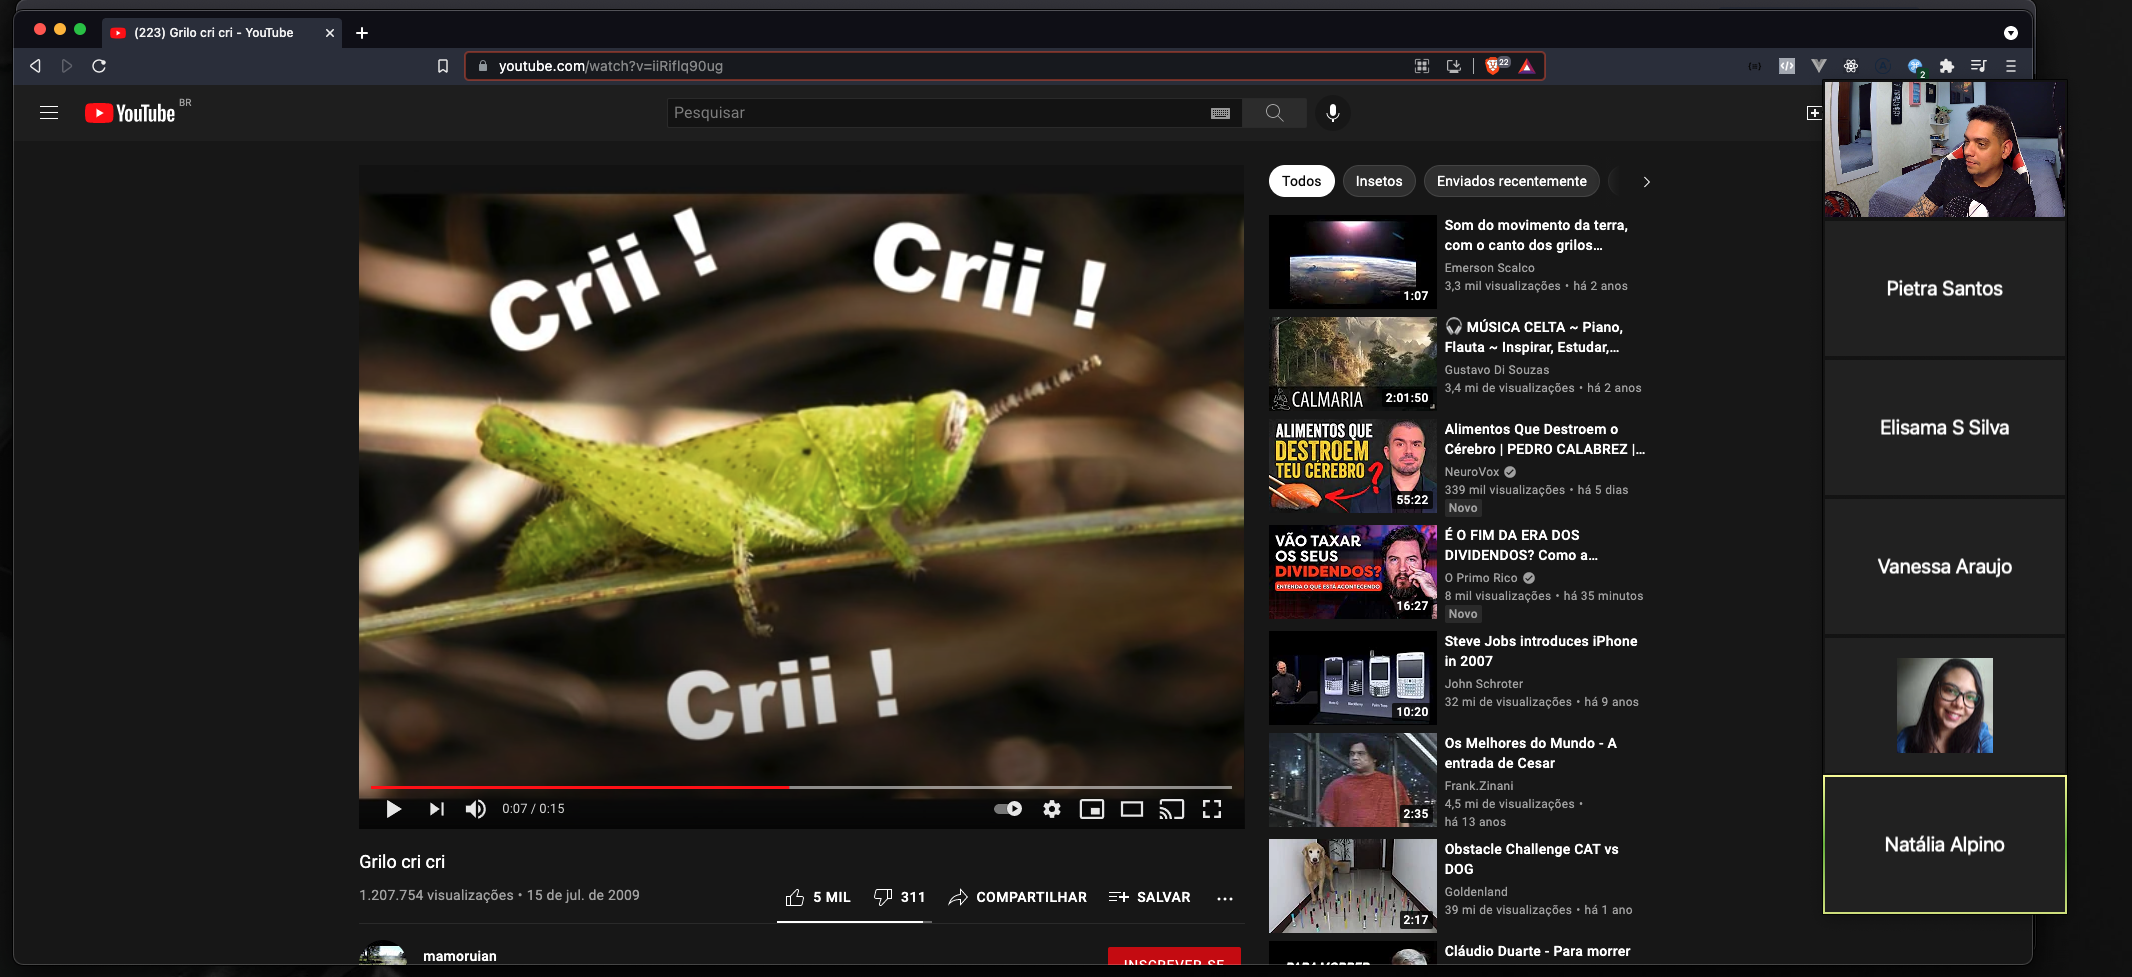 (223) Grilo cri cri - YouTube
youtube.com/watch?v=iiRiflq90ug
22
2
YouTube BR
Pesquisar
Crii !
Crii !
Crii !
0:07 / 0:15
Grilo cri cri
1.207.754 visualizações • 15 de jul. de 2009
5 MIL
311
COMPARTILHAR
SALVAR
mamoruian
INSCREVER-SE
Todos
Insetos
Enviados recentemente
1:07
Som do movimento da terra,
com o canto dos grilos...
Emerson Scalco
3,3 mil visualizações • há 2 anos
CALMARIA
2:01:50
🎧 MÚSICA CELTA ~ Piano,
Flauta ~ Inspirar, Estudar,...
Gustavo Di Souzas
3,4 mi de visualizações • há 2 anos
ALIMENTOS QUE
DESTROEM
TEU CÉREBRO?
55:22
Alimentos Que Destroem o
Cérebro | PEDRO CALABREZ |...
NeuroVox
339 mil visualizações • há 5 dias
Novo
VÃO TAXAR
OS SEUS
DIVIDENDOS?
ENTENDA O QUE ESTÁ ACONTECENDO
16:27
É O FIM DA ERA DOS
DIVIDENDOS? Como a...
O Primo Rico
8 mil visualizações • há 35 minutos
Novo
10:20
Steve Jobs introduces iPhone
in 2007
John Schroter
32 mi de visualizações • há 9 anos
2:35
Os Melhores do Mundo - A
entrada de Cesar
Frank.Zinani
4,5 mi de visualizações •
há 13 anos
2:17
Obstacle Challenge CAT vs
DOG
Goldenland
39 mi de visualizações • há 1 ano
PARA MORRER
Cláudio Duarte - Para morrer
Pietra Santos
Elisama S Silva
Vanessa Araujo
Natália Alpino